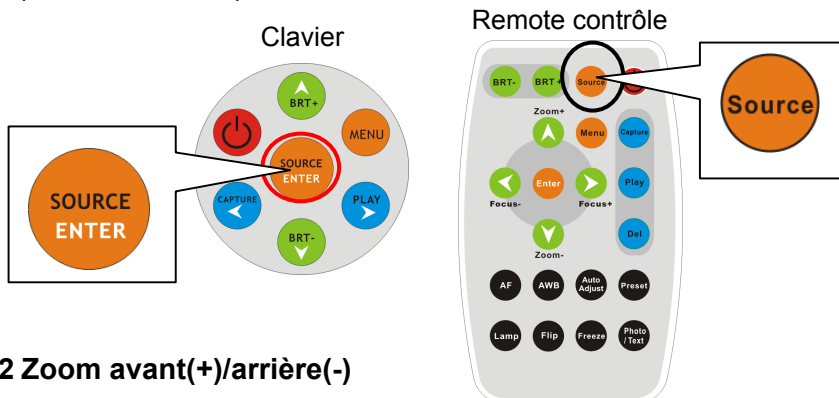 Clavier
BRT+
MENU
SOURCE
ENTER
CAPTURE
PLAY
BRT-
SOURCE
ENTER
Remote contrôle
BRT-
BRT+
Source
Source
Zoom+
Menu
Capture
Enter
Play
Focus-
Focus+
Del
Zoom-
AF
AWB
Auto
Adjust
Preset
Lamp
Flip
Freeze
Photo
/Text
2 Zoom avant(+)/arrière(-)